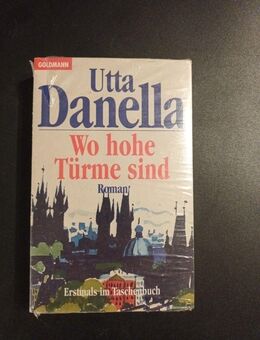 GOLDMANN
Utta
Danella
Wo hohe
Türme sind
Roman
Erstmals im Taschenbuch